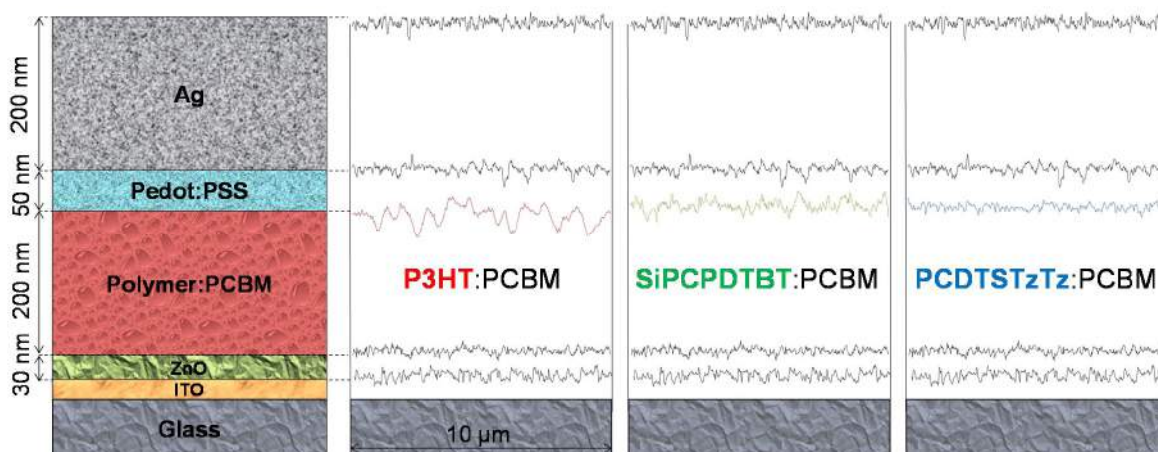 200 nm
50 nm
200 nm
30 nm
Ag
Pedot:PSS
Polymer:PCBM
ZnO
ITO
Glass
P3HT:PCBM
SiPCPDTBT:PCBM
PCDTSTzTz:PCBM
10 µm